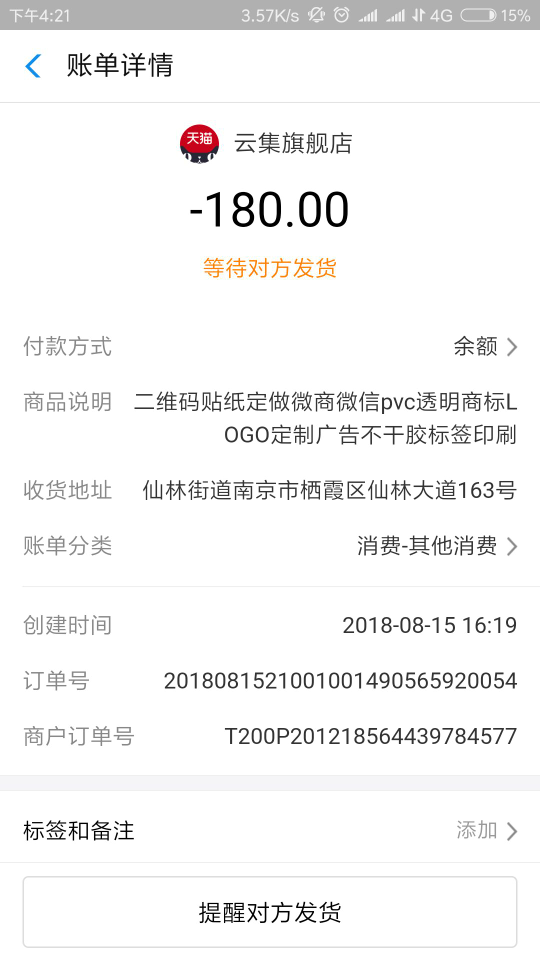 下午4:21 3.57K/s 4G 15%
账单详情
天猫 云集旗舰店
-180.00
等待对方发货
付款方式 余额
商品说明 二维码贴纸定做微商微信pvc透明商标L
OGO定制广告不干胶标签印刷
收货地址 仙林街道南京市栖霞区仙林大道163号
账单分类 消费-其他消费
创建时间 2018-08-15 16:19
订单号 2018081521001001490565920054
商户订单号 T200P201218564439784577
标签和备注 添加
提醒对方发货